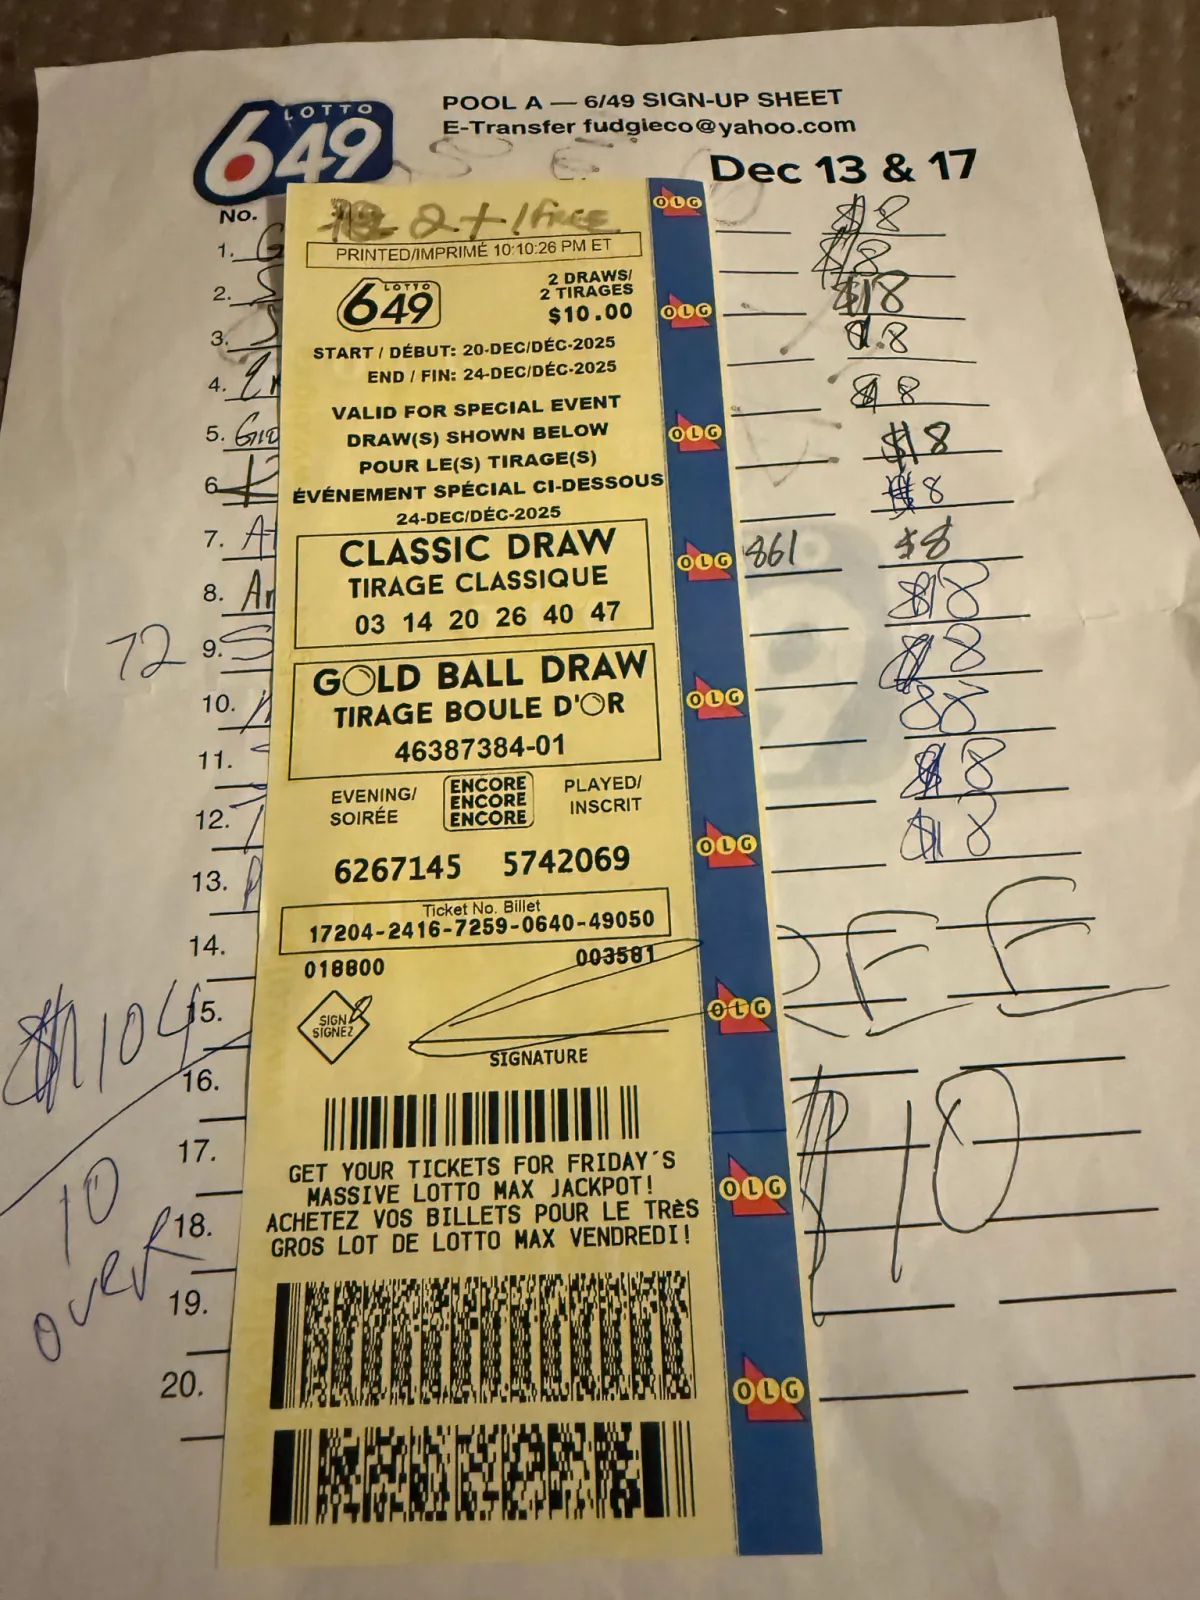 LOTTO
649
POOL A — 6/49 SIGN-UP SHEET
E-Transfer fudgieco@yahoo.com
Dec 13 & 17
No.
2 + 1 free
PRINTED/IMPRIMÉ 10:10:26 PM ET
LOTTO
649
2 DRAWS/
2 TIRAGES
$10.00
START / DÉBUT: 20-DEC/DÉC-2025
END / FIN: 24-DEC/DÉC-2025
VALID FOR SPECIAL EVENT
DRAW(S) SHOWN BELOW
POUR LE(S) TIRAGE(S)
ÉVÉNEMENT SPÉCIAL CI-DESSOUS
24-DEC/DÉC-2025
CLASSIC DRAW
TIRAGE CLASSIQUE
03 14 20 26 40 47
GOLD BALL DRAW
TIRAGE BOULE D'OR
46387384-01
EVENING/
SOIRÉE
ENCORE
ENCORE
ENCORE
PLAYED/
INSCRIT
6267145 5742069
Ticket No. Billet
17204-2416-7259-0640-49050
018800 003581
SIGN
SIGNEZ
SIGNATURE
GET YOUR TICKETS FOR FRIDAY'S
MASSIVE LOTTO MAX JACKPOT!
ACHETEZ VOS BILLETS POUR LE TRÈS
GROS LOT DE LOTTO MAX VENDREDI!
OLG
OLG
OLG
OLG
OLG
OLG
OLG
OLG
OLG
1. $8
2. $8
3. $8
4. $8
5. $8
6. $8
7. $8
8. 861 $8
72
9. $8
10. $8
11. $8
12. $8
13. $8
14.
15.
16.
17.
18.
19.
20.
$104
10
over
$10